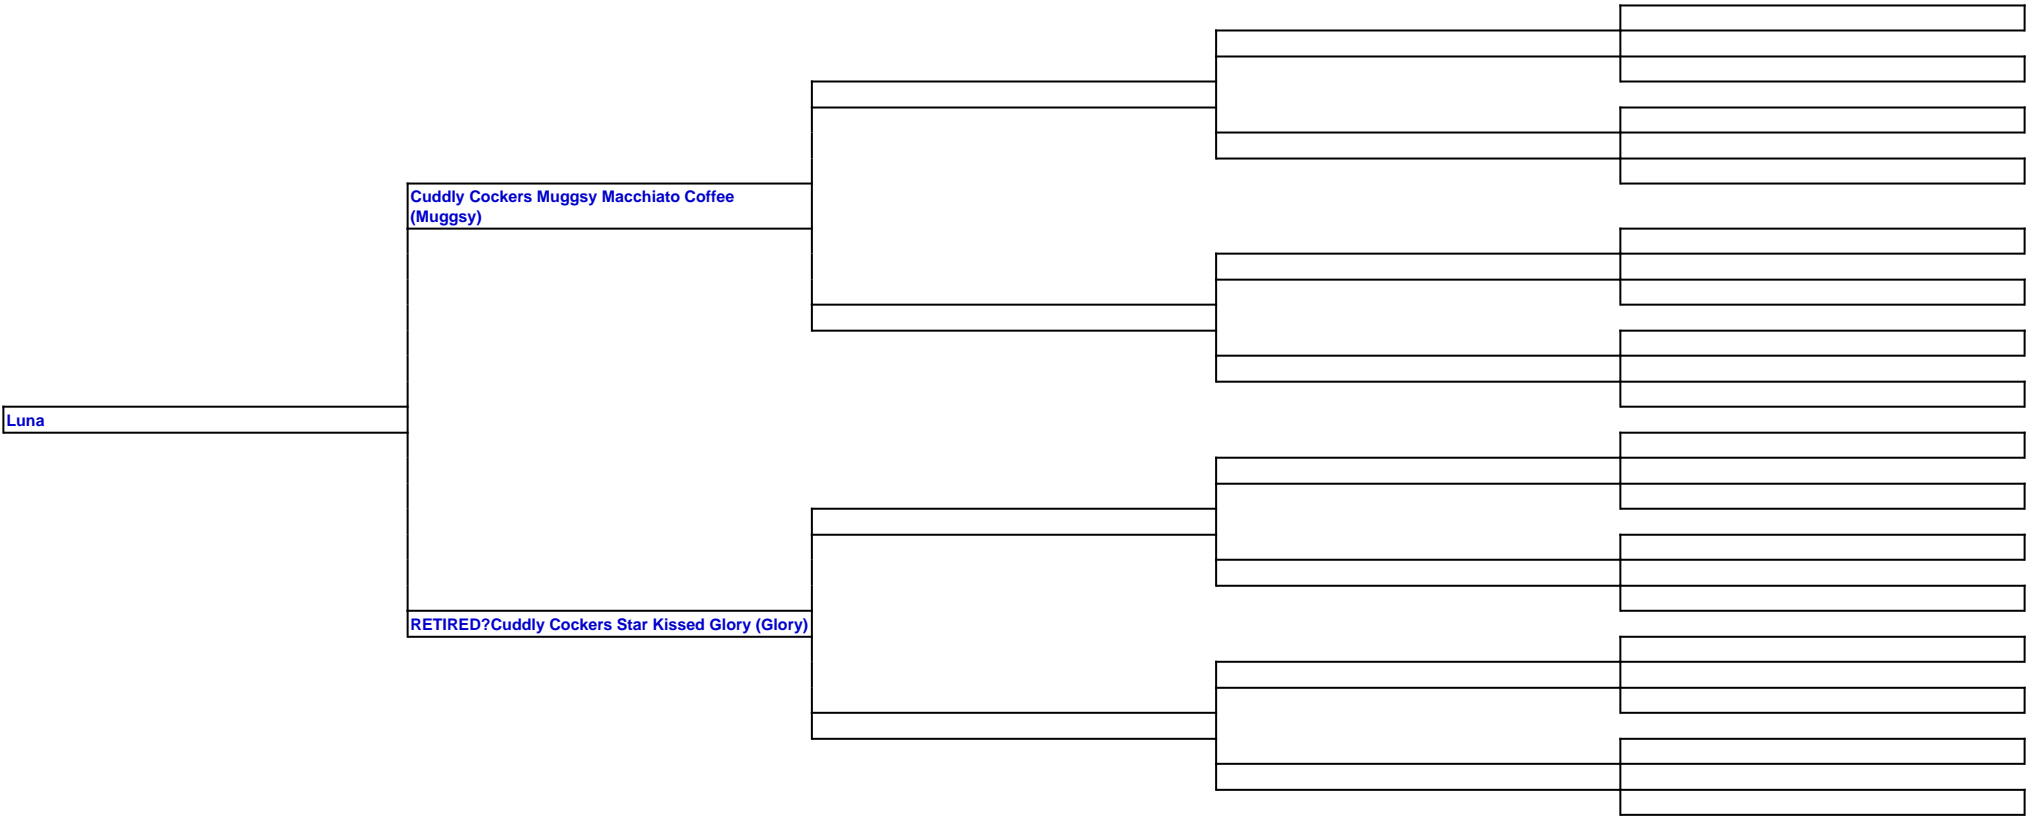 Cuddly Cockers Muggsy Macchiato Coffee
(Muggsy)
Luna
RETIRED?Cuddly Cockers Star Kissed Glory (Glory)